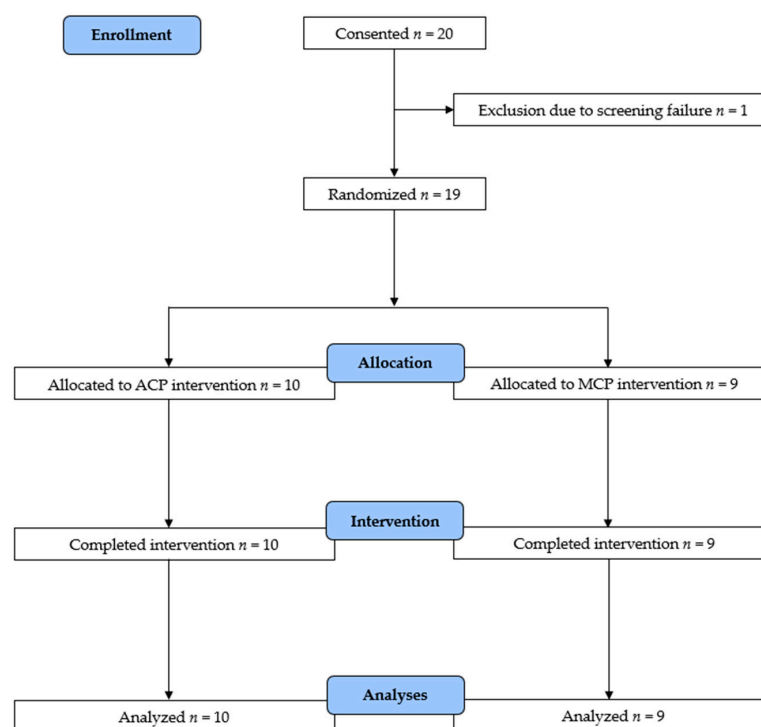 Enrollment
Consented n = 20
Exclusion due to screening failure n = 1
Randomized n = 19
Allocation
Allocated to ACP intervention n = 10
Allocated to MCP intervention n = 9
Intervention
Completed intervention n = 10
Completed intervention n = 9
Analyses
Analyzed n = 10
Analyzed n = 9